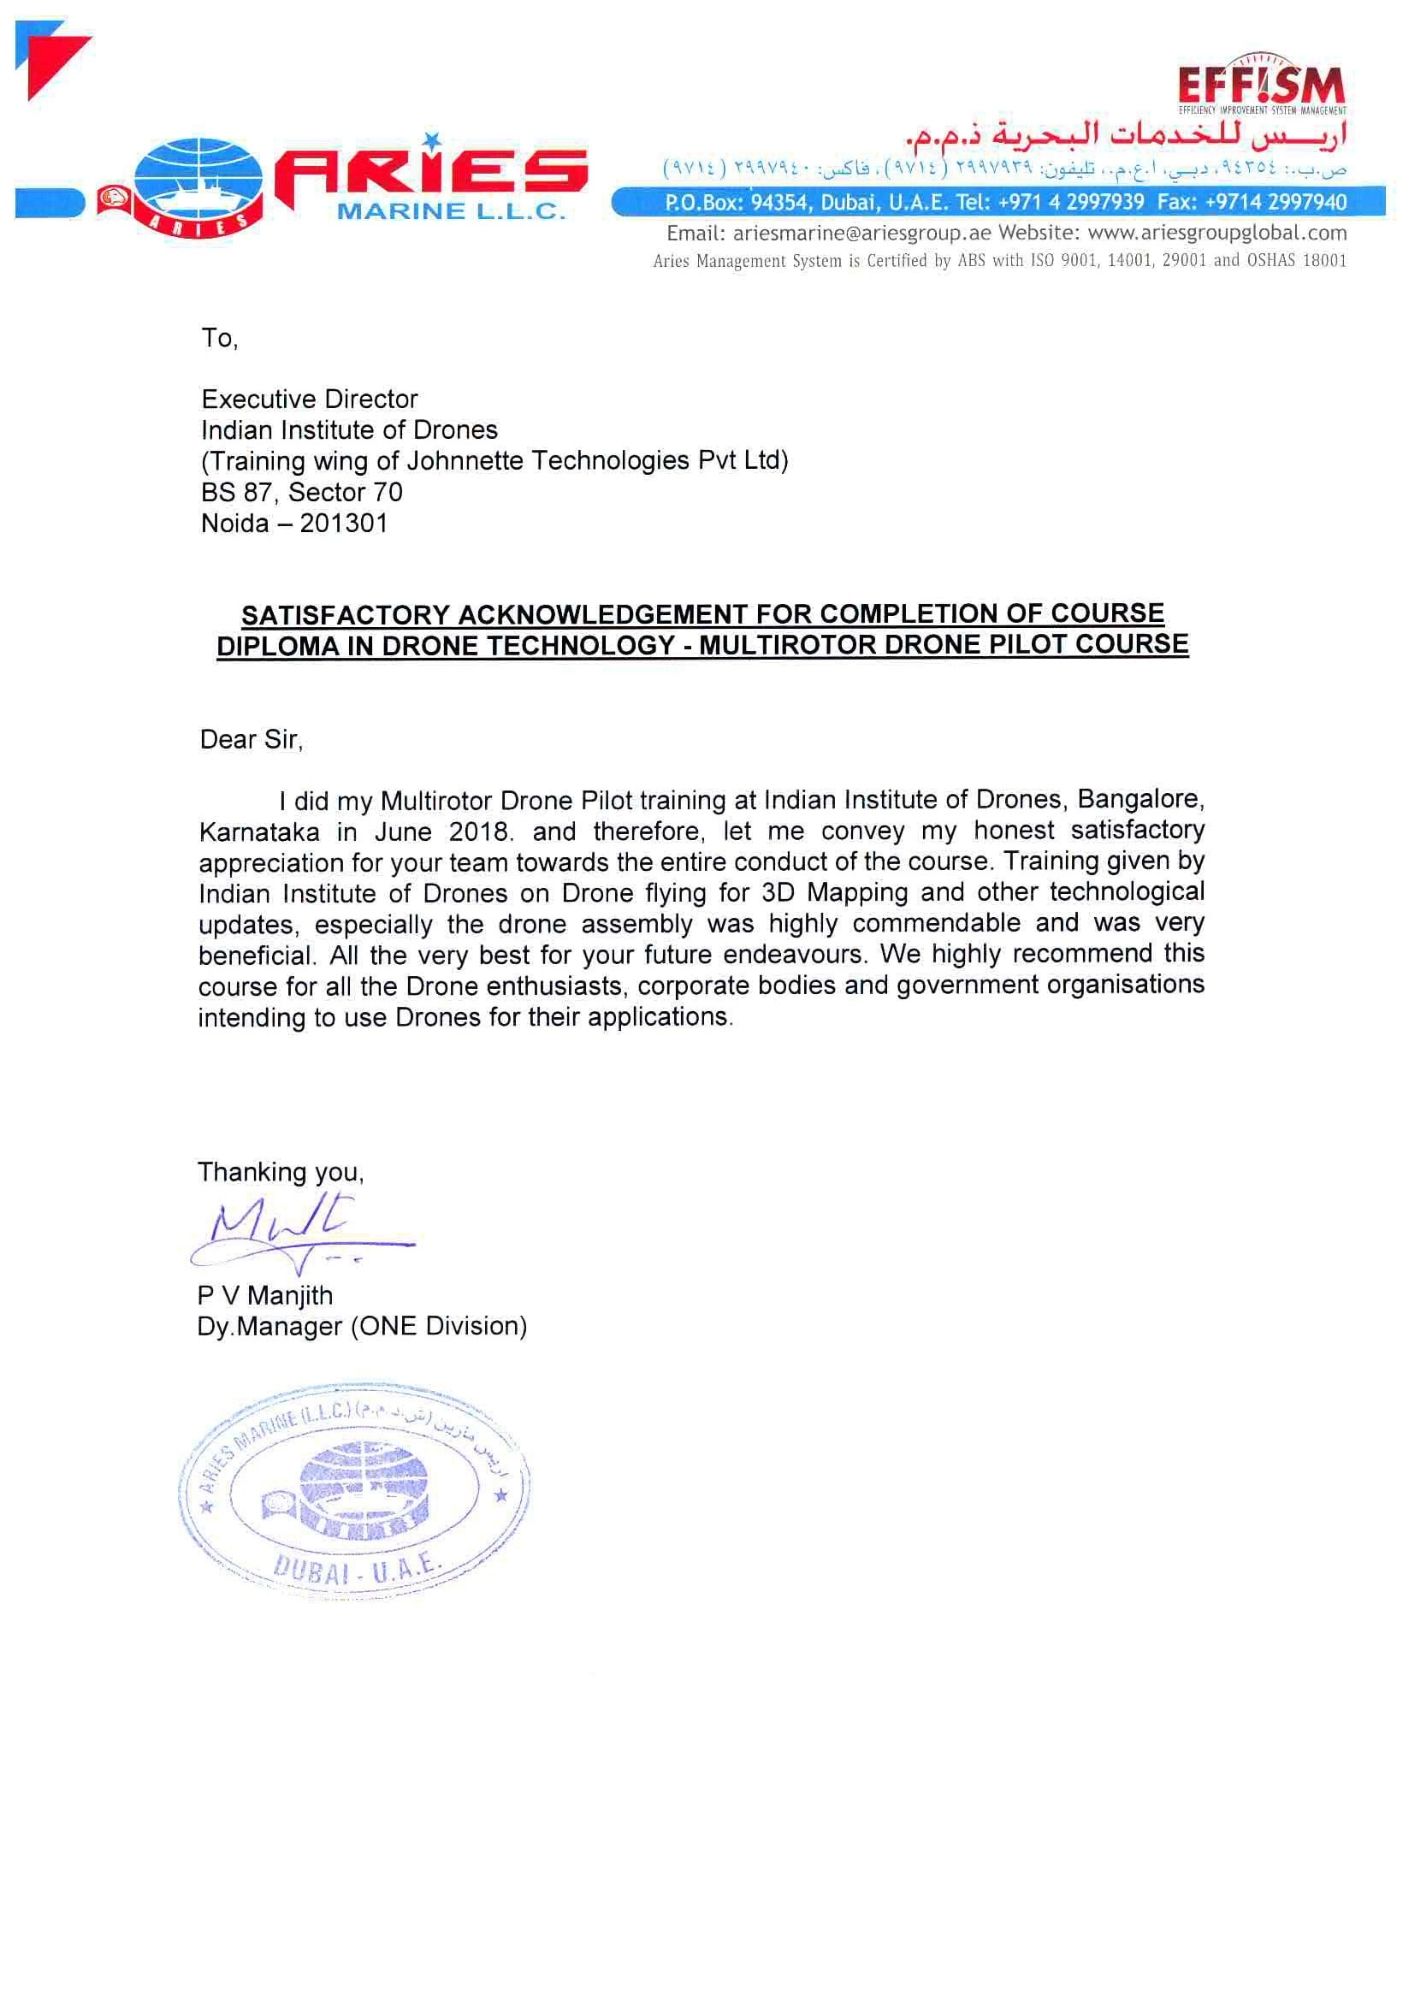 EFFISM
EFFICIENCY IMPROVEMENT SYSTEM MANAGEMENT
ARIES
ARIES
MARINE L.L.C.
اريـــس للخدمات البحرية ذ.م.م.
ص.ب.: ٩٤٣٥٤، دبـي، ا.ع.م.، تليفون: ٢٩٩٧٩٣٩ (٩٧١٤)، فاكس: ٢٩٩٧٩٤٠ (٩٧١٤)
P.O.Box: 94354, Dubai, U.A.E. Tel: +971 4 2997939 Fax: +9714 2997940
Email: ariesmarine@ariesgroup.ae Website: www.ariesgroupglobal.com
Aries Management System is Certified by ABS with ISO 9001, 14001, 29001 and OSHAS 18001
To,
Executive Director
Indian Institute of Drones
(Training wing of Johnnette Technologies Pvt Ltd)
BS 87, Sector 70
Noida – 201301
SATISFACTORY ACKNOWLEDGEMENT FOR COMPLETION OF COURSE
DIPLOMA IN DRONE TECHNOLOGY - MULTIROTOR DRONE PILOT COURSE
Dear Sir,
I did my Multirotor Drone Pilot training at Indian Institute of Drones, Bangalore,
Karnataka in June 2018. and therefore, let me convey my honest satisfactory
appreciation for your team towards the entire conduct of the course. Training given by
Indian Institute of Drones on Drone flying for 3D Mapping and other technological
updates, especially the drone assembly was highly commendable and was very
beneficial. All the very best for your future endeavours. We highly recommend this
course for all the Drone enthusiasts, corporate bodies and government organisations
intending to use Drones for their applications.
Thanking you,
P V Manjith
Dy.Manager (ONE Division)
ARIES MARINE (L.L.C.) اريس مارين (ش.ذ.م.م)
DUBAI - U.A.E.